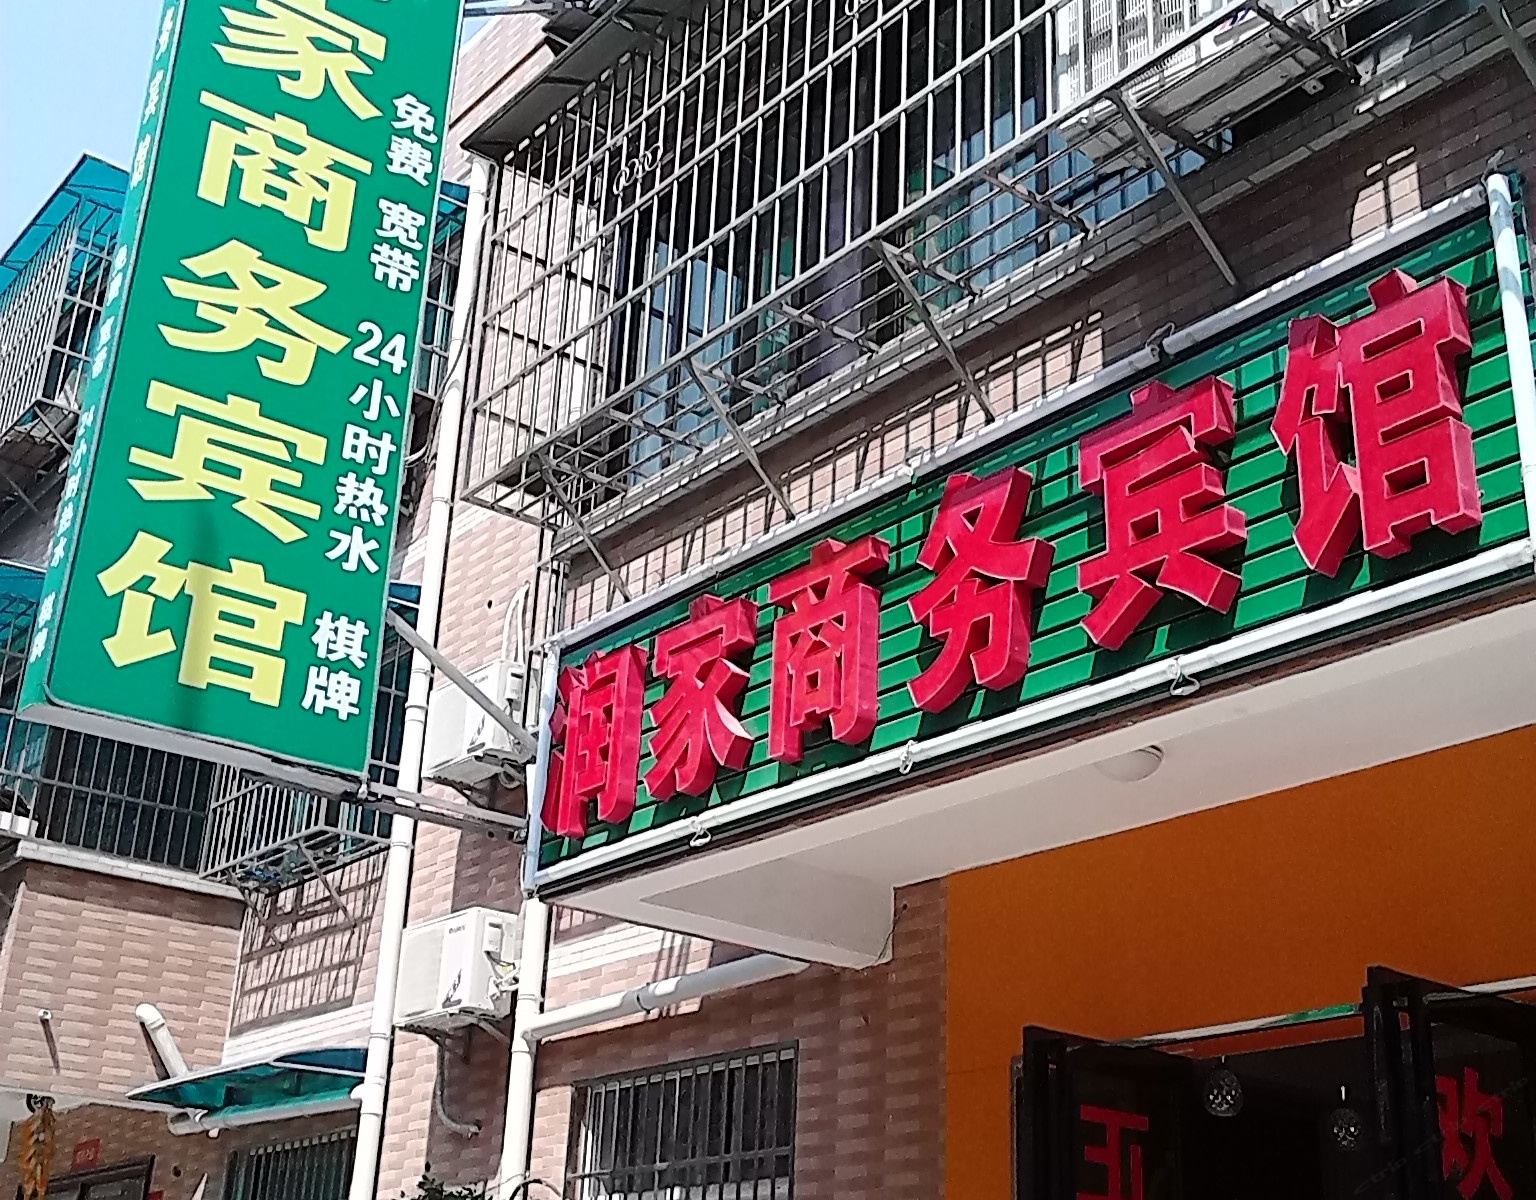 家商务宾馆
免费 宽带 24小时热水 棋牌
润家商务宾馆
欢